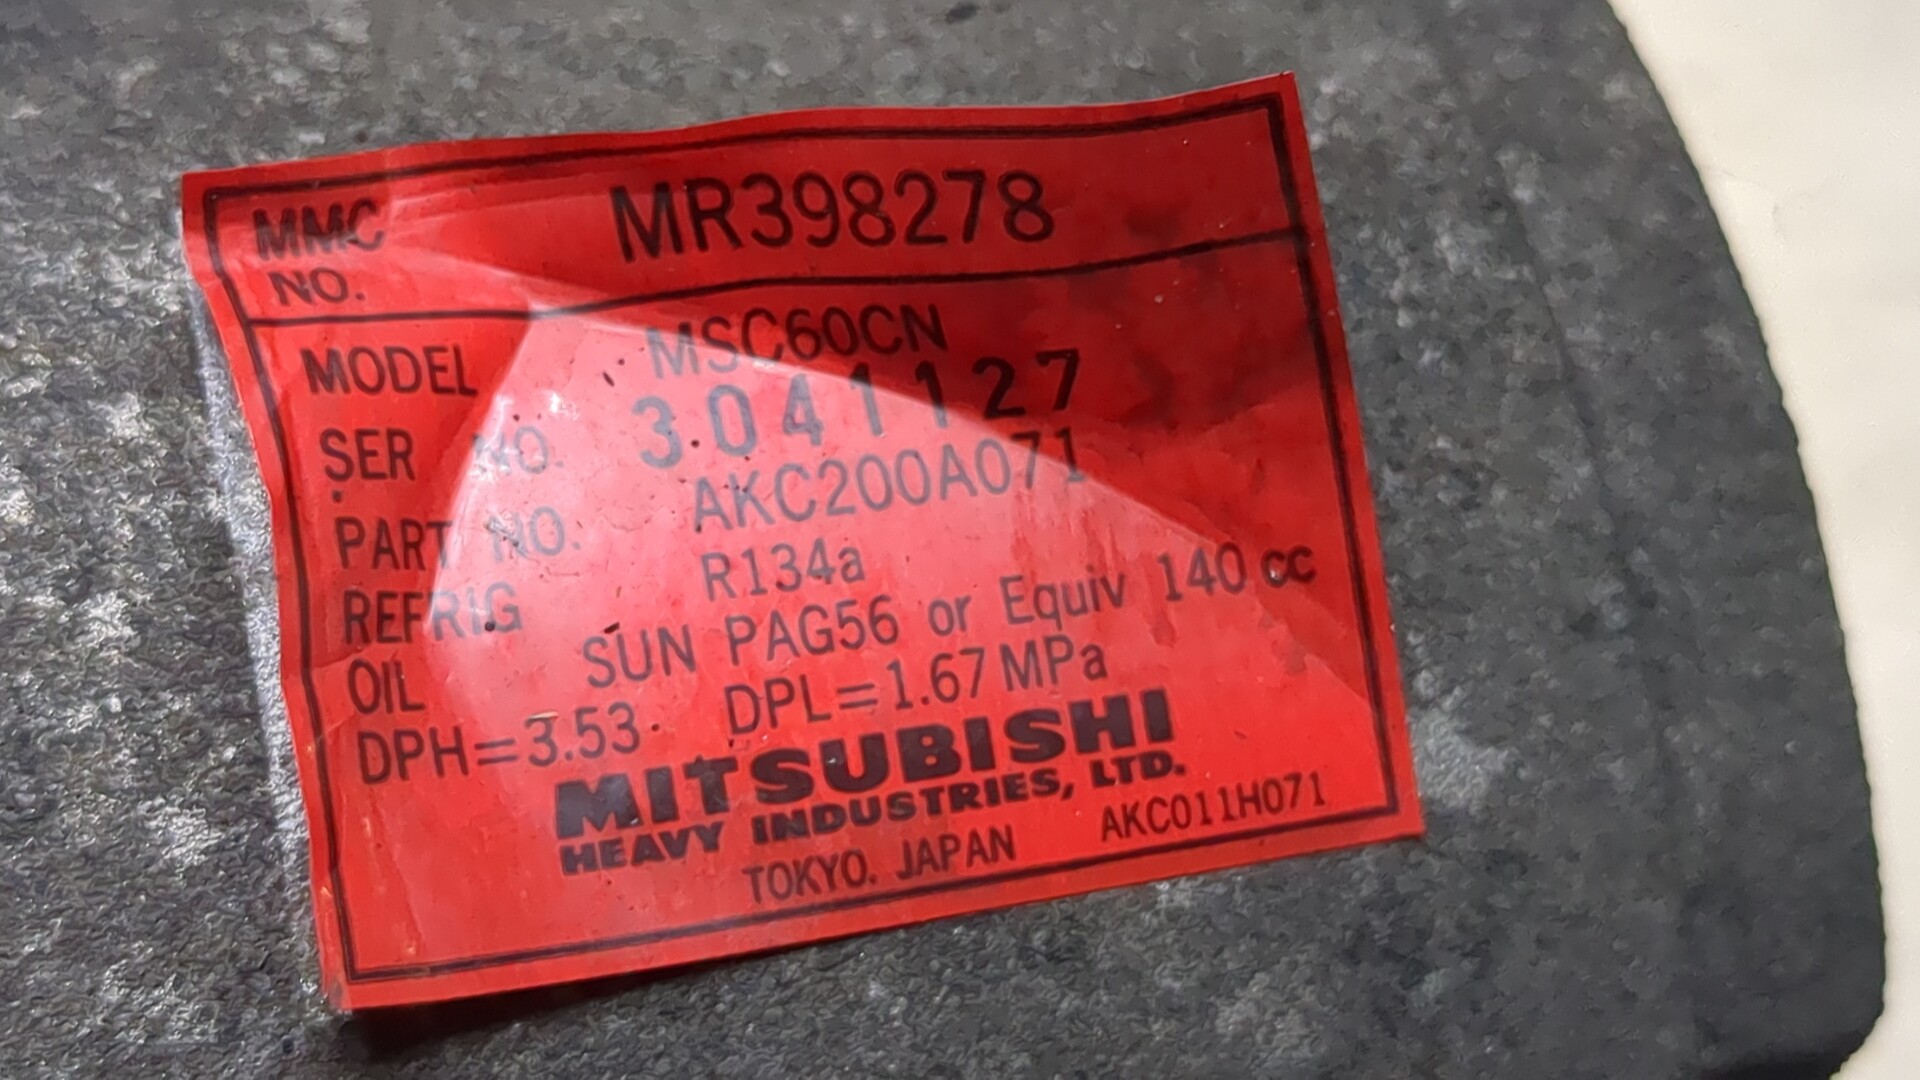 MMC NO. MR398278
MODEL MSC60CN
SER NO. 3041127
PART NO. AKC200A071
REFRIG R134a
OIL SUN PAG56 or Equiv 140 cc
DPH=3.53 DPL=1.67 MPa
MITSUBISHI
HEAVY INDUSTRIES, LTD.
TOKYO. JAPAN AKC011H071